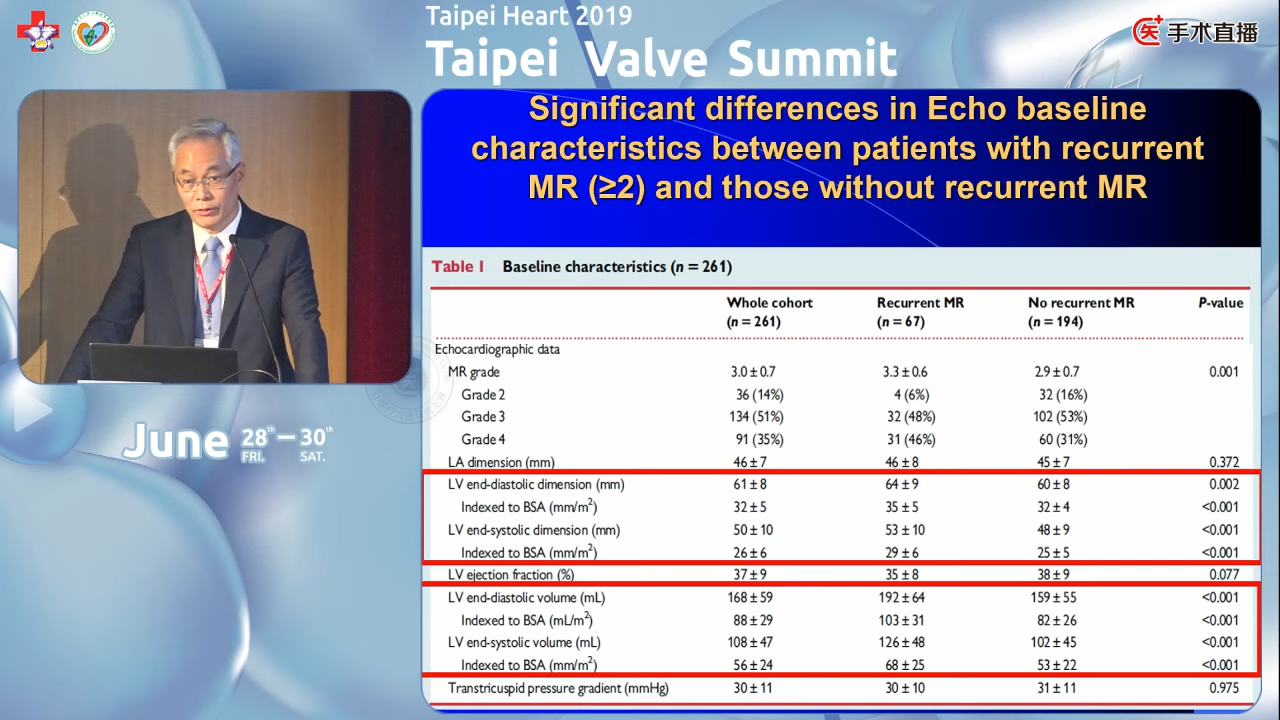 Taipei Heart 2019
Taipei Valve Summit
手术直播
Significant differences in Echo baseline
characteristics between patients with recurrent
MR (≥2) and those without recurrent MR
Table 1 Baseline characteristics (n = 261)
Whole cohort (n = 261) Recurrent MR (n = 67) No recurrent MR (n = 194) P-value
Echocardiographic data
MR grade 3.0 ± 0.7 3.3 ± 0.6 2.9 ± 0.7 0.001
Grade 2 36 (14%) 4 (6%) 32 (16%)
Grade 3 134 (51%) 32 (48%) 102 (53%)
Grade 4 91 (35%) 31 (46%) 60 (31%)
LA dimension (mm) 46 ± 7 46 ± 8 45 ± 7 0.372
LV end-diastolic dimension (mm) 61 ± 8 64 ± 9 60 ± 8 0.002
Indexed to BSA (mm/m²) 32 ± 5 35 ± 5 32 ± 4 <0.001
LV end-systolic dimension (mm) 50 ± 10 53 ± 10 48 ± 9 <0.001
Indexed to BSA (mm/m²) 26 ± 6 29 ± 6 25 ± 5 <0.001
LV ejection fraction (%) 37 ± 9 35 ± 8 38 ± 9 0.077
LV end-diastolic volume (mL) 168 ± 59 192 ± 64 159 ± 55 <0.001
Indexed to BSA (mL/m²) 88 ± 29 103 ± 31 82 ± 26 <0.001
LV end-systolic volume (mL) 108 ± 47 126 ± 48 102 ± 45 <0.001
Indexed to BSA (mm/m²) 56 ± 24 68 ± 25 53 ± 22 <0.001
Transtricuspid pressure gradient (mmHg) 30 ± 11 30 ± 10 31 ± 11 0.975
June 28th — 30th
FRI. SAT.